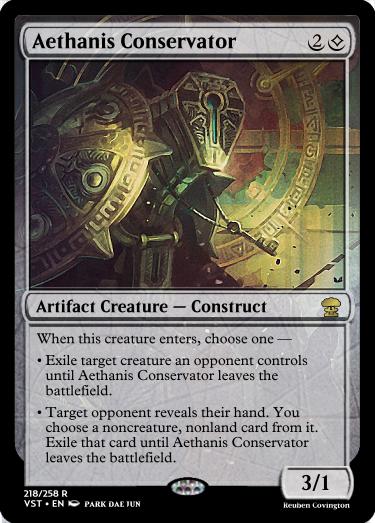 Aethanis Conservator 2
Artifact Creature — Construct
When this creature enters, choose one —
• Exile target creature an opponent controls
until Aethanis Conservator leaves the
battlefield.
• Target opponent reveals their hand. You
choose a noncreature, nonland card from it.
Exile that card until Aethanis Conservator
leaves the battlefield.
3/1
218/258 R
VST • EN PARK DAE JUN
Reuben Covington